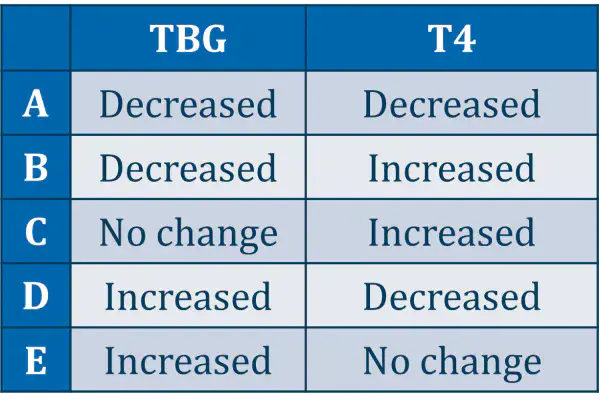 TBG T4
A Decreased Decreased
B Decreased Increased
C No change Increased
D Increased Decreased
E Increased No change